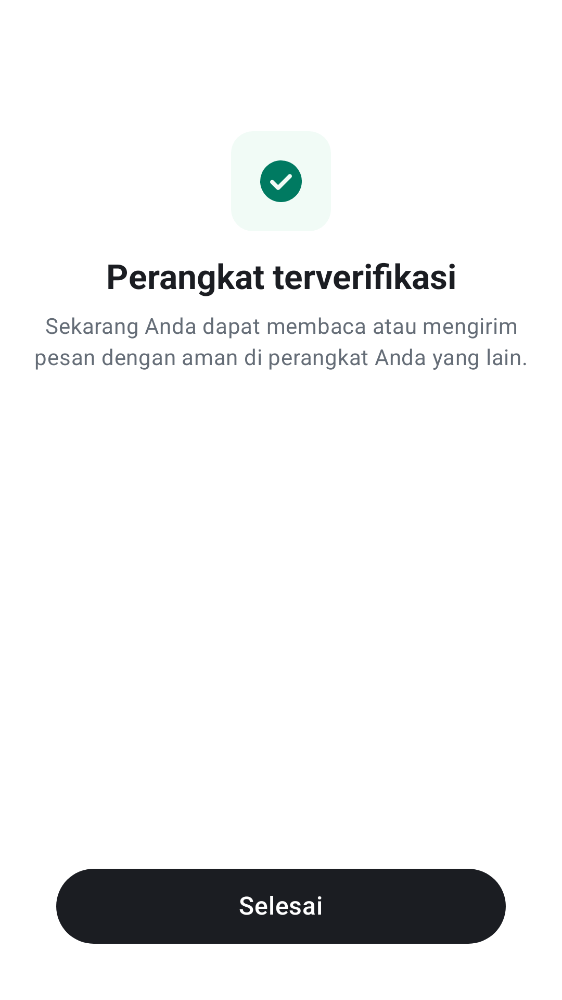 Perangkat terverifikasi
Sekarang Anda dapat membaca atau mengirim
pesan dengan aman di perangkat Anda yang lain.
Selesai